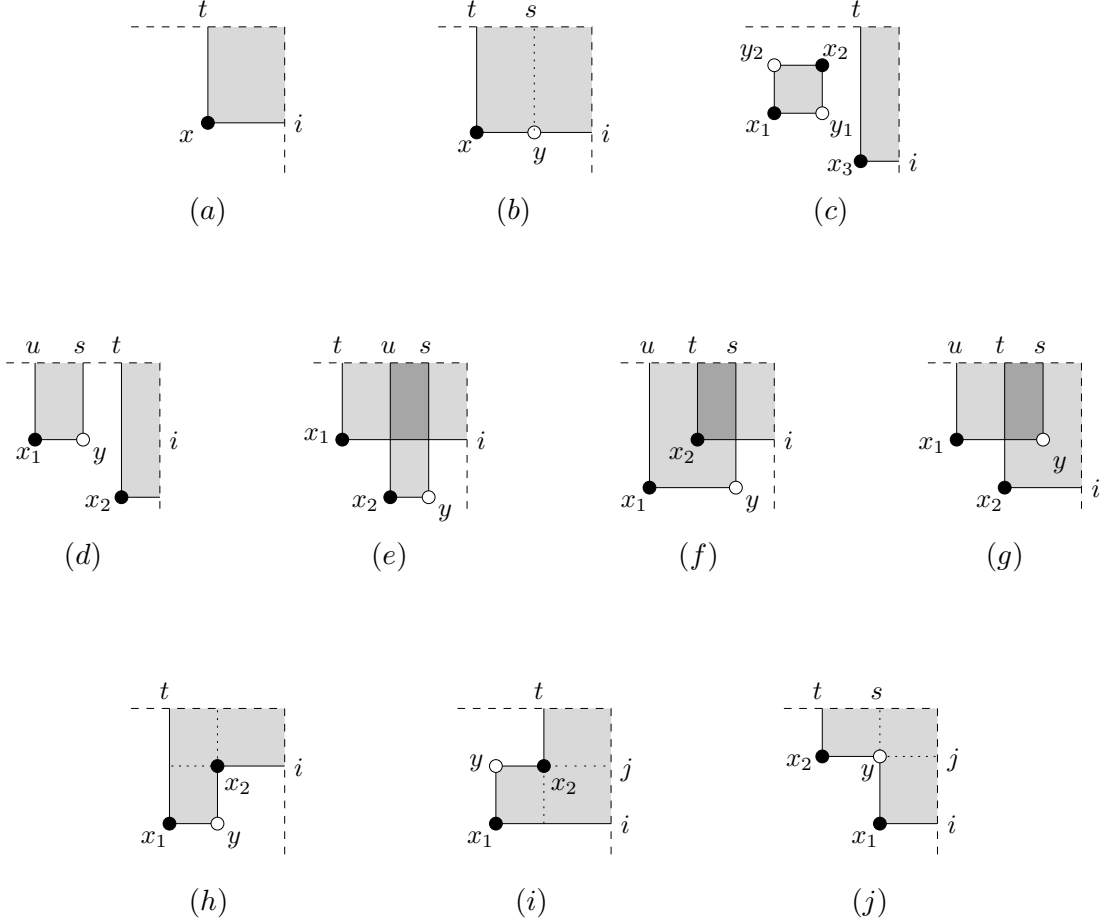 t t s t
y₂ x₂
x i x y i x₁ y₁
x₃ i
(a) (b) (c)
u s t t u s u t s u t s
x₁ y i x₁ i x₂ i x₁ y
x₂ x₂ y x₁ y x₂ i
(d) (e) (f) (g)
t t t s
x₂ i y x₂ j x₂ y j
x₁ y x₁ i x₁ i
(h) (i) (j)